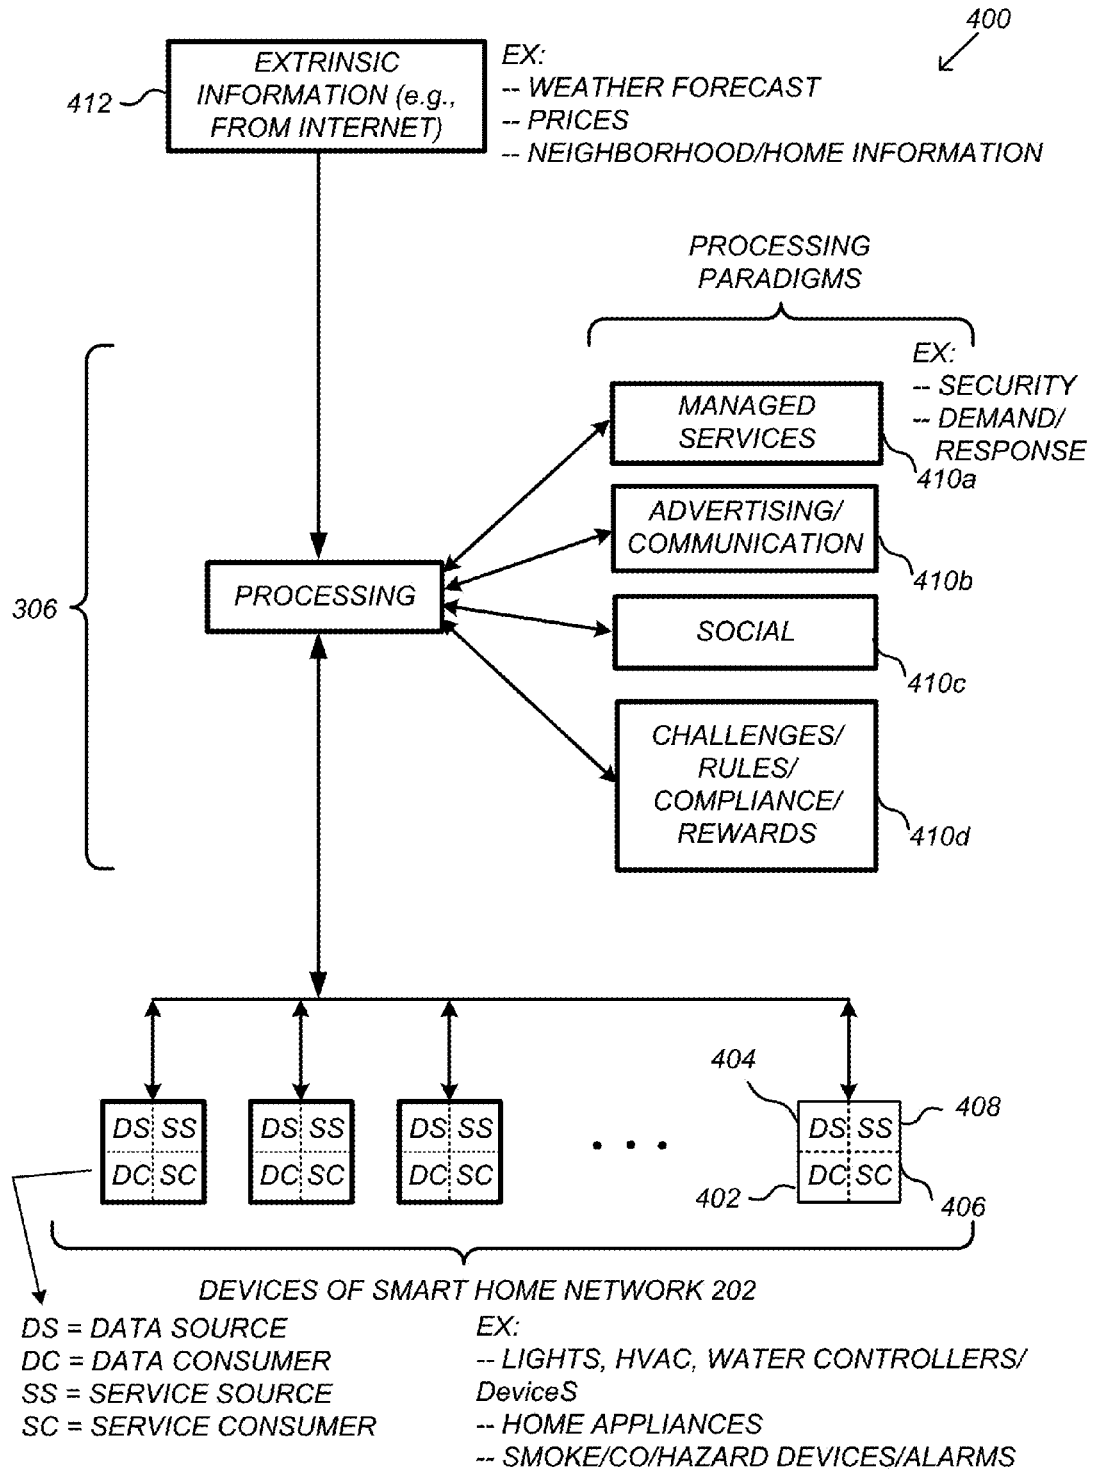 400
EXTRINSIC
INFORMATION (e.g.,
FROM INTERNET)
412
EX:
-- WEATHER FORECAST
-- PRICES
-- NEIGHBORHOOD/HOME INFORMATION
PROCESSING
PARADIGMS
EX:
-- SECURITY
-- DEMAND/
RESPONSE
MANAGED
SERVICES
410a
ADVERTISING/
COMMUNICATION
410b
306
PROCESSING
SOCIAL
410c
CHALLENGES/
RULES/
COMPLIANCE/
REWARDS
410d
404
408
DS SS
DC SC
DS SS
DC SC
DS SS
DC SC
. . .
DS SS
DC SC
402
406
DEVICES OF SMART HOME NETWORK 202
DS = DATA SOURCE
DC = DATA CONSUMER
SS = SERVICE SOURCE
SC = SERVICE CONSUMER
EX:
-- LIGHTS, HVAC, WATER CONTROLLERS/
DeviceS
-- HOME APPLIANCES
-- SMOKE/CO/HAZARD DEVICES/ALARMS